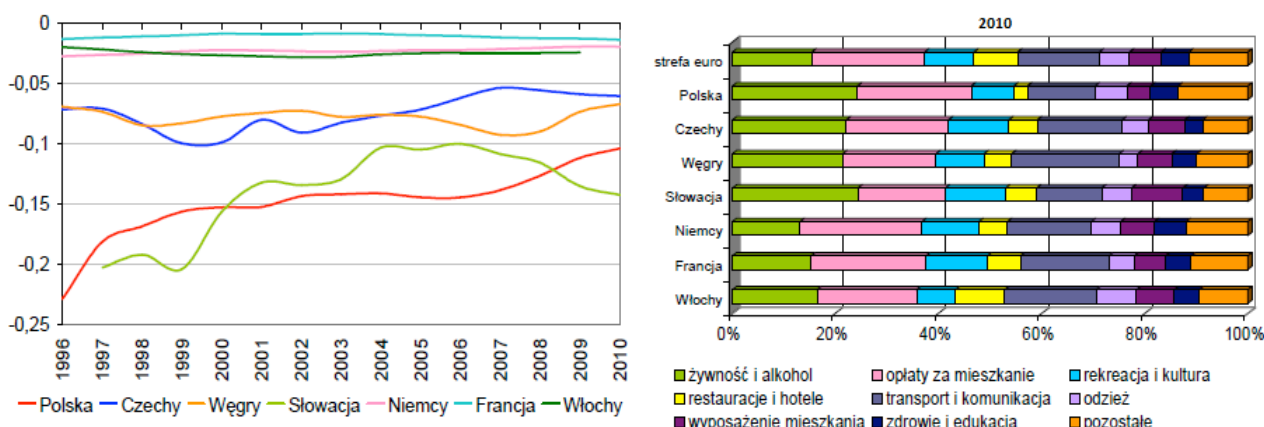 0
-0,05
-0,1
-0,15
-0,2
-0,25
1996
1997
1998
1999
2000
2001
2002
2003
2004
2005
2006
2007
2008
2009
2010
Polska Czechy Węgry Słowacja Niemcy Francja Włochy
2010
strefa euro
Polska
Czechy
Węgry
Słowacja
Niemcy
Francja
Włochy
0% 20% 40% 60% 80% 100%
żywność i alkohol opłaty za mieszkanie rekreacja i kultura
restauracje i hotele transport i komunikacja odzież
wyposażenie mieszkania zdrowie i edukacja pozostałe